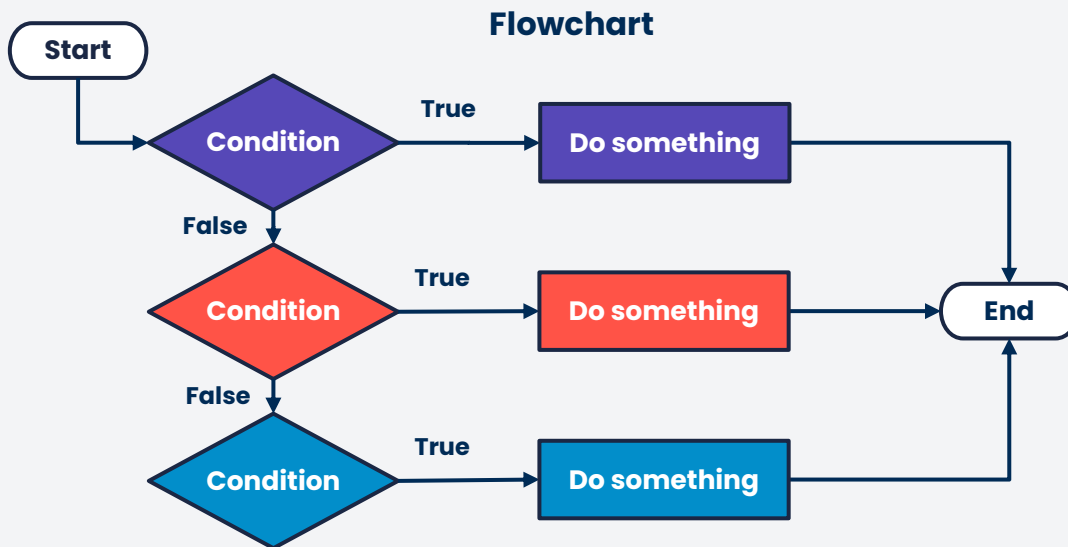 Flowchart
Start
Condition
True
Do something
False
Condition
True
Do something
End
False
Condition
True
Do something